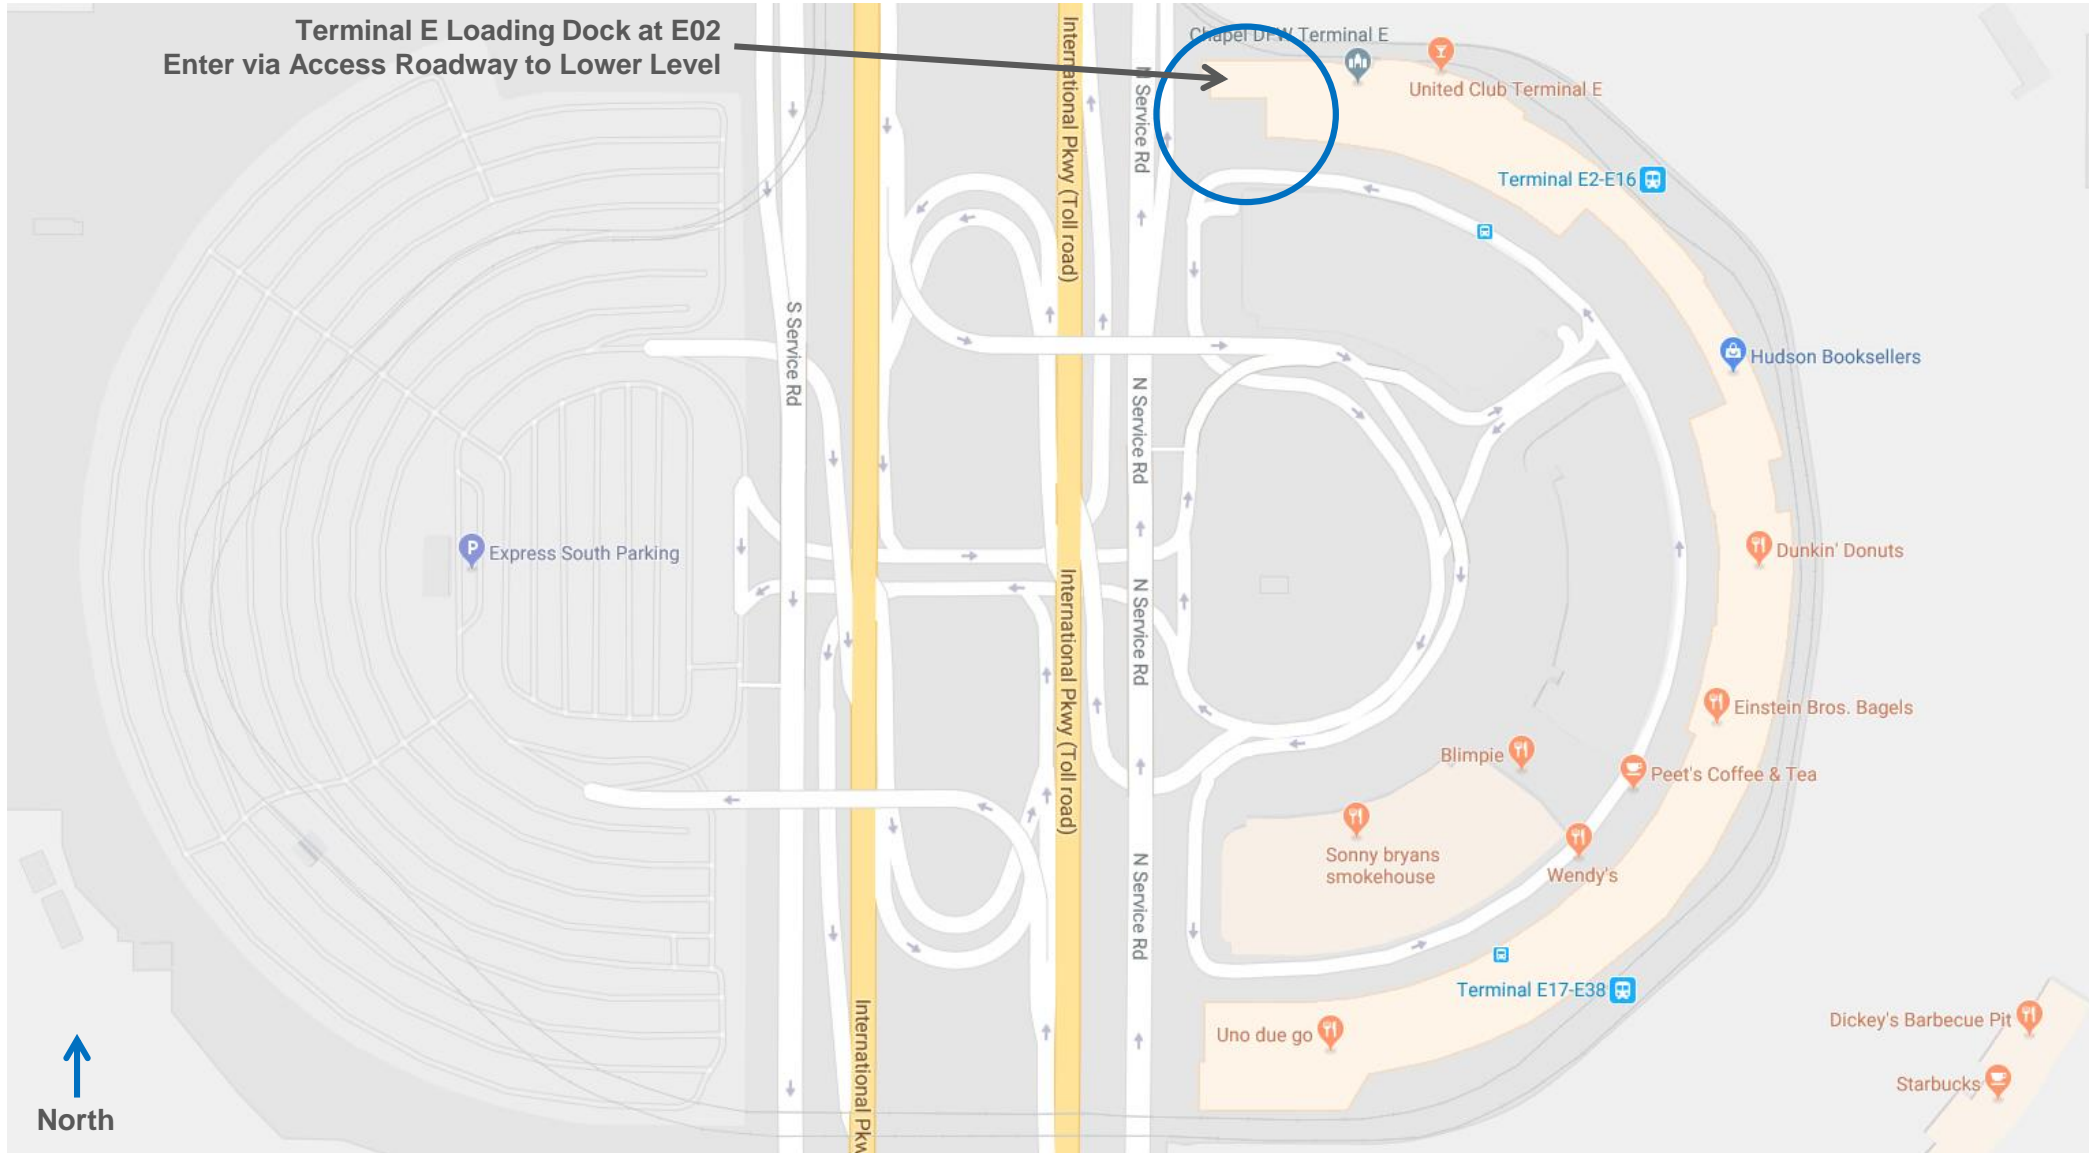 Terminal E Loading Dock at E02
Enter via Access Roadway to Lower Level
Chapel DFW Terminal E
United Club Terminal E
Terminal E2-E16
International Pkwy (Toll road)
N Service Rd
S Service Rd
Hudson Booksellers
N Service Rd
Express South Parking
Dunkin' Donuts
International Pkwy (Toll road)
N Service Rd
Einstein Bros. Bagels
Blimpie
Peet's Coffee & Tea
Sonny bryans
smokehouse
Wendy's
N Service Rd
Terminal E17-E38
International Pkw
Uno due go
Dickey's Barbecue Pit
Starbucks
North